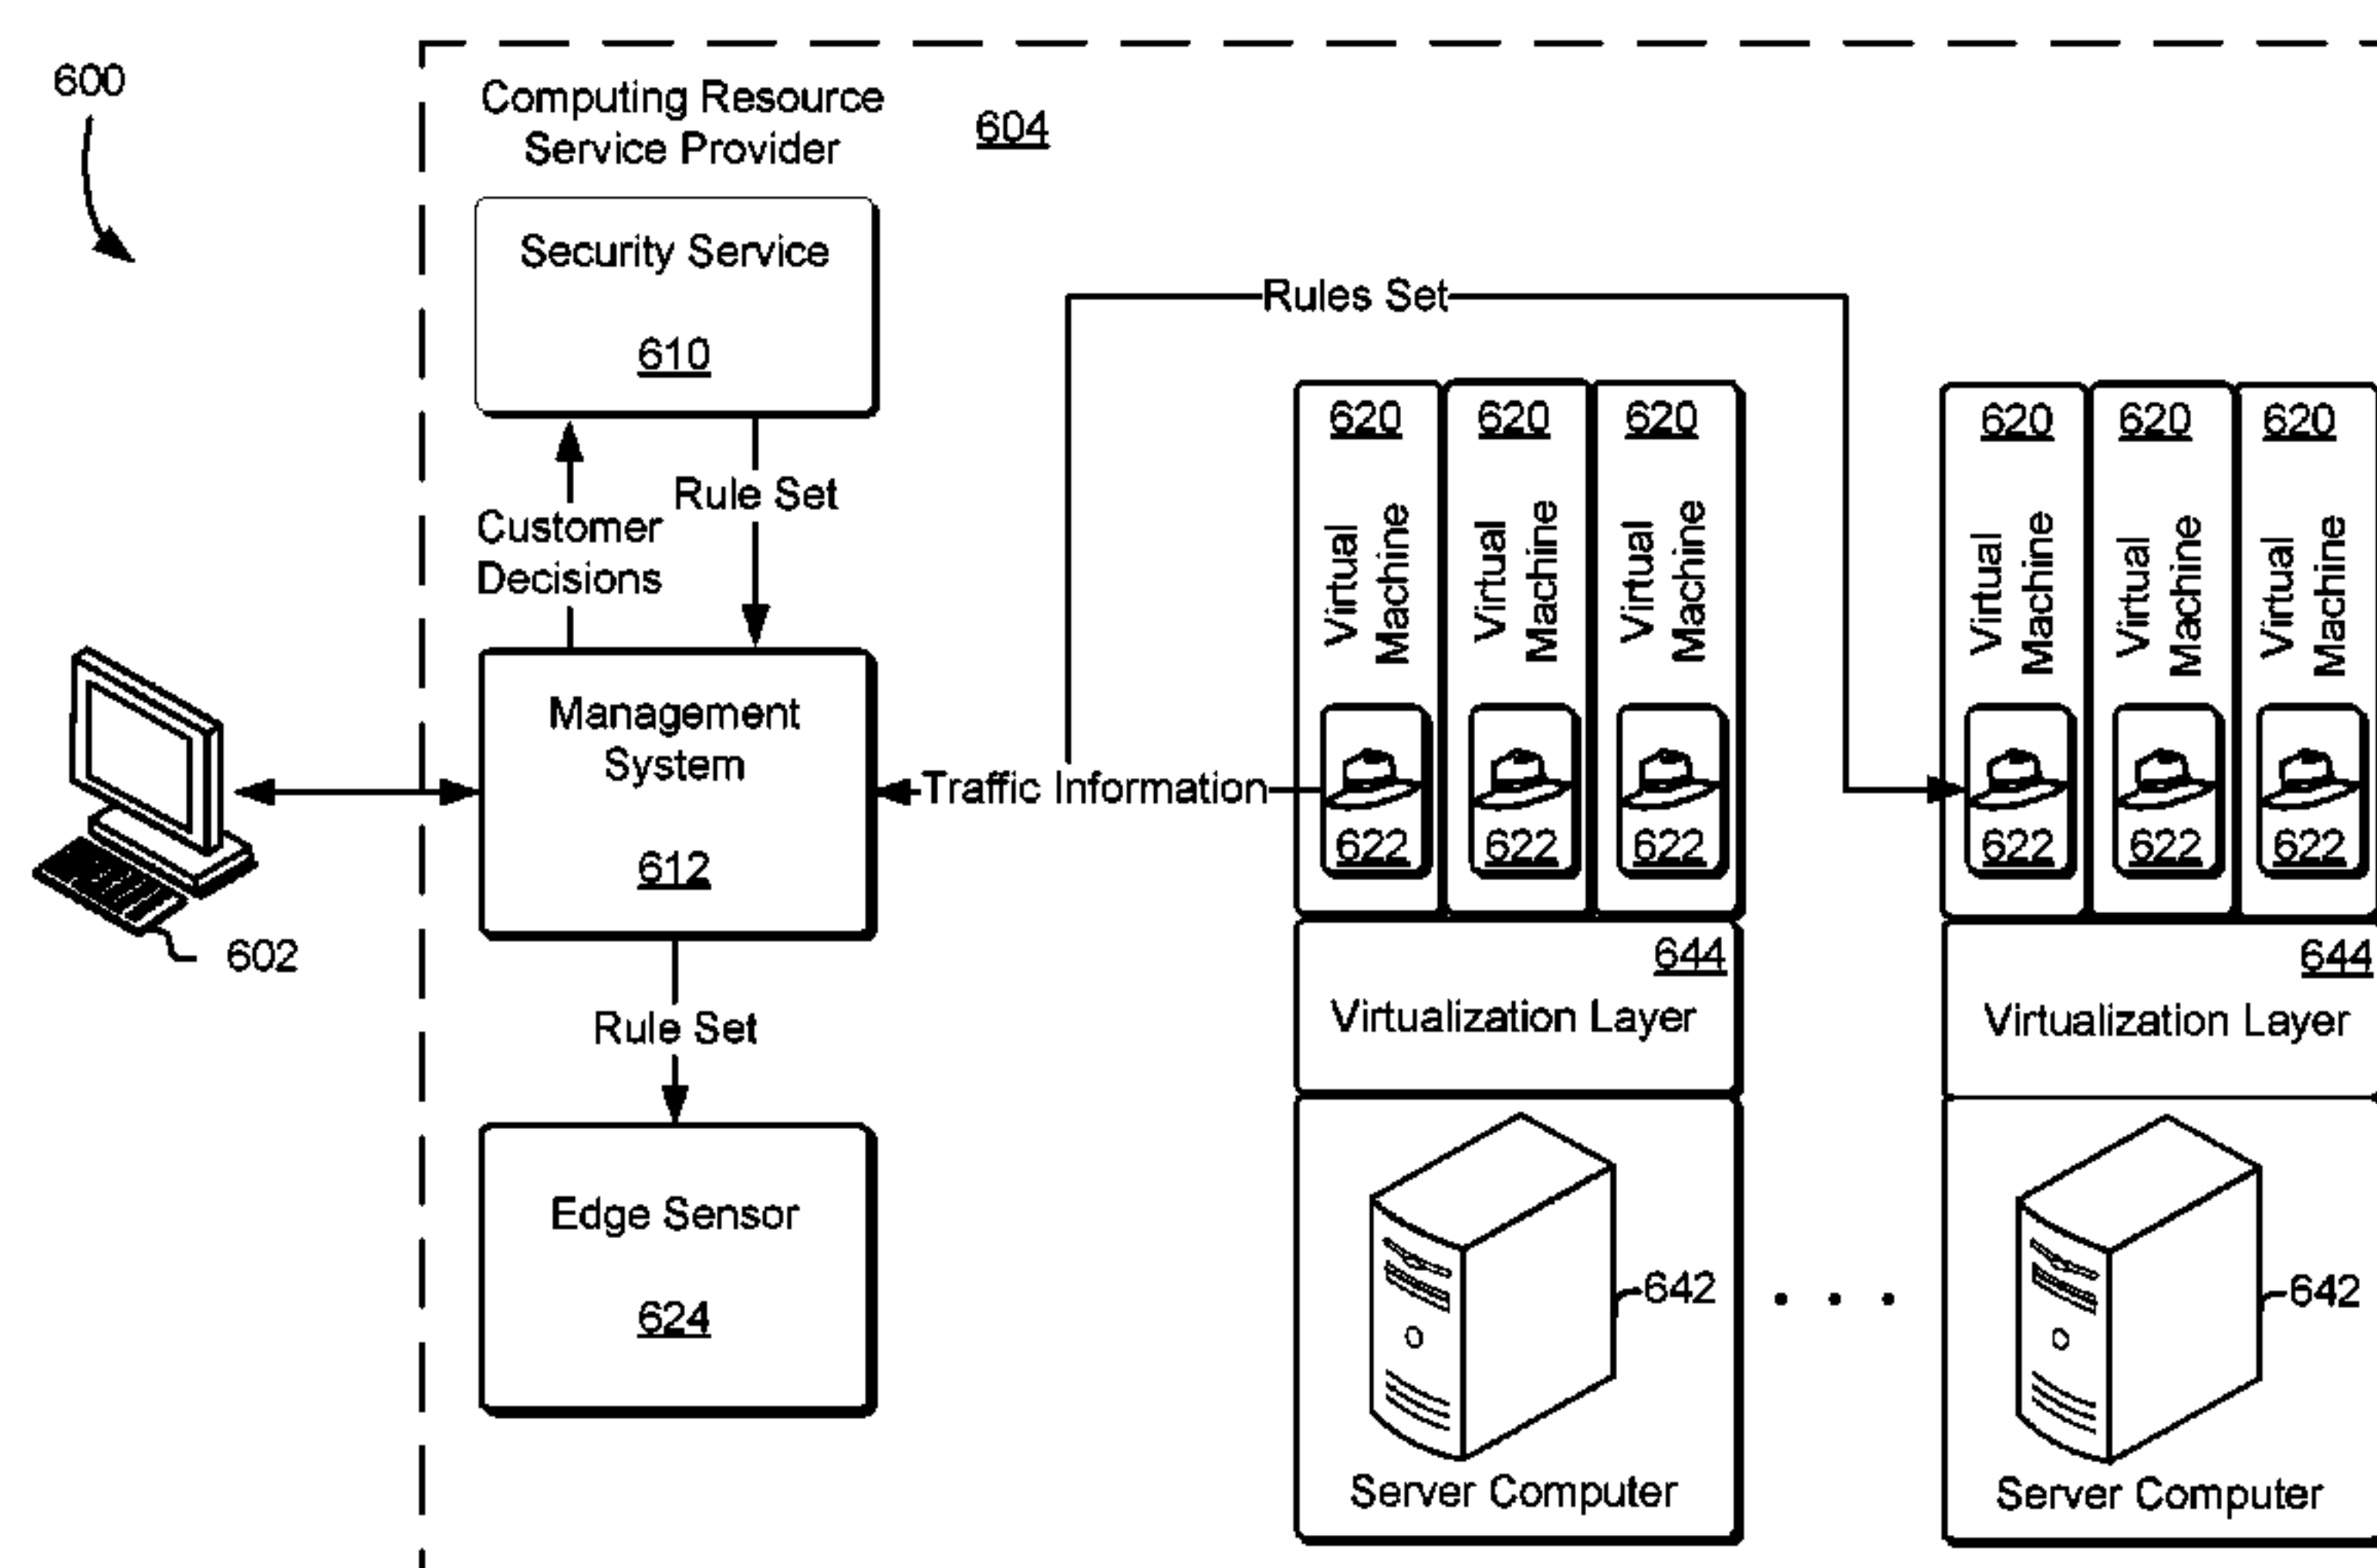 600
Computing Resource
Service Provider
604
Security Service
610
Rules Set
Customer
Decisions
Rule Set
Management
System
612
Traffic Information
602
Rule Set
Edge Sensor
624
620
620
620
Virtual
Machine
Virtual
Machine
Virtual
Machine
622
622
622
644
Virtualization Layer
642
Server Computer
620
620
620
Virtual
Machine
Virtual
Machine
Virtual
Machine
622
622
622
644
Virtualization Layer
642
Server Computer